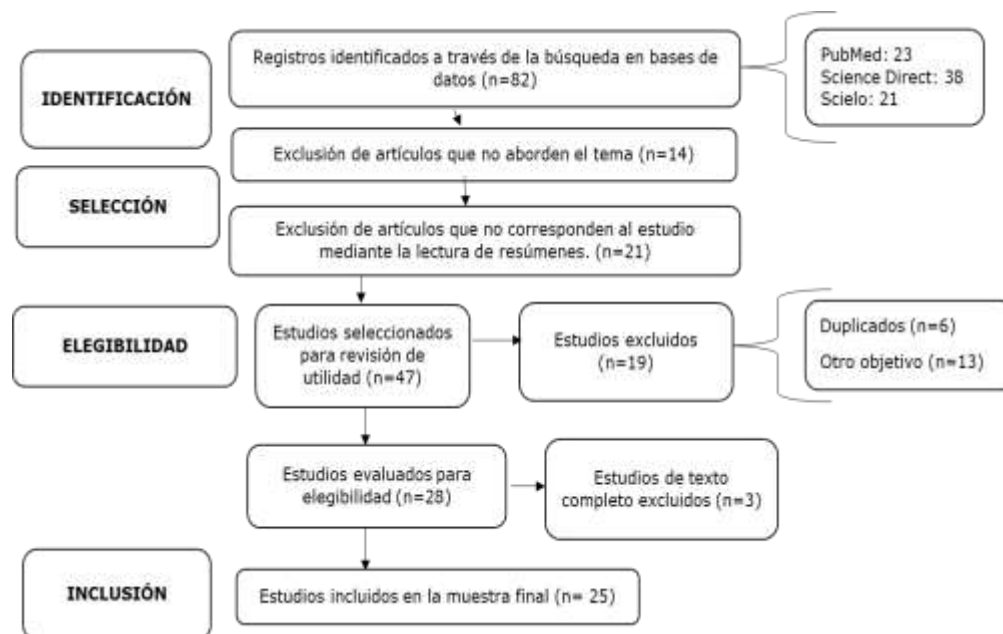 IDENTIFICACIÓN
Registros identificados a través de la búsqueda en bases de
datos (n=82)
PubMed: 23
Science Direct: 38
Scielo: 21
Exclusión de artículos que no aborden el tema (n=14)
SELECCIÓN
Exclusión de artículos que no corresponden al estudio
mediante la lectura de resúmenes. (n=21)
ELEGIBILIDAD
Estudios seleccionados
para revisión de
utilidad (n=47)
Estudios excluidos
(n=19)
Duplicados (n=6)
Otro objetivo (n=13)
Estudios evaluados para
elegibilidad (n=28)
Estudios de texto
completo excluidos (n=3)
INCLUSIÓN
Estudios incluidos en la muestra final (n= 25)